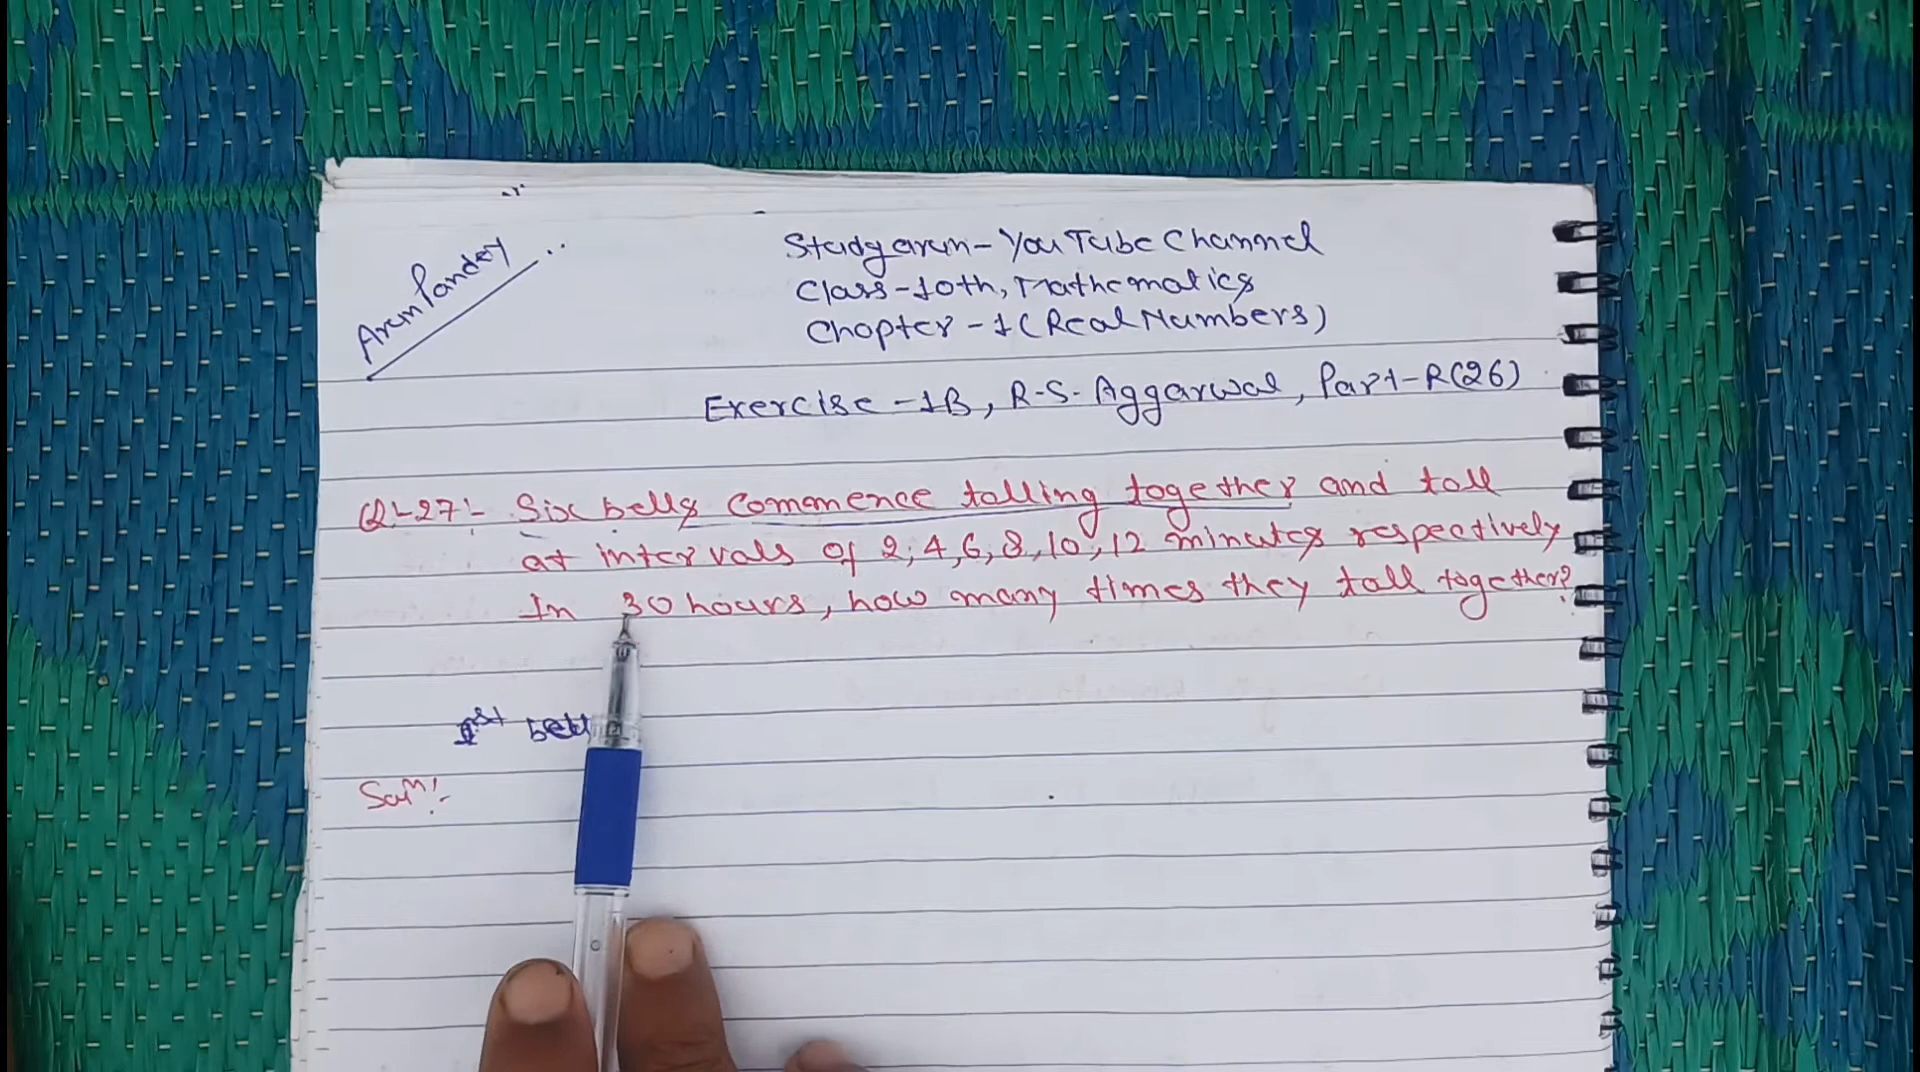 Arun Pandey
Studyarun - YouTube Channel
Class - 10th, Mathematics
Chapter - 1 (Real Numbers)
Exercise - 1B, R.S. Aggarwal, Part - R(26)
Q:-27:- Six bells commence tolling together and toll
at intervals of 2, 4, 6, 8, 10, 12 minutes respectively
In 30 hours, how many times they toll together?
1st bell
Soln:-